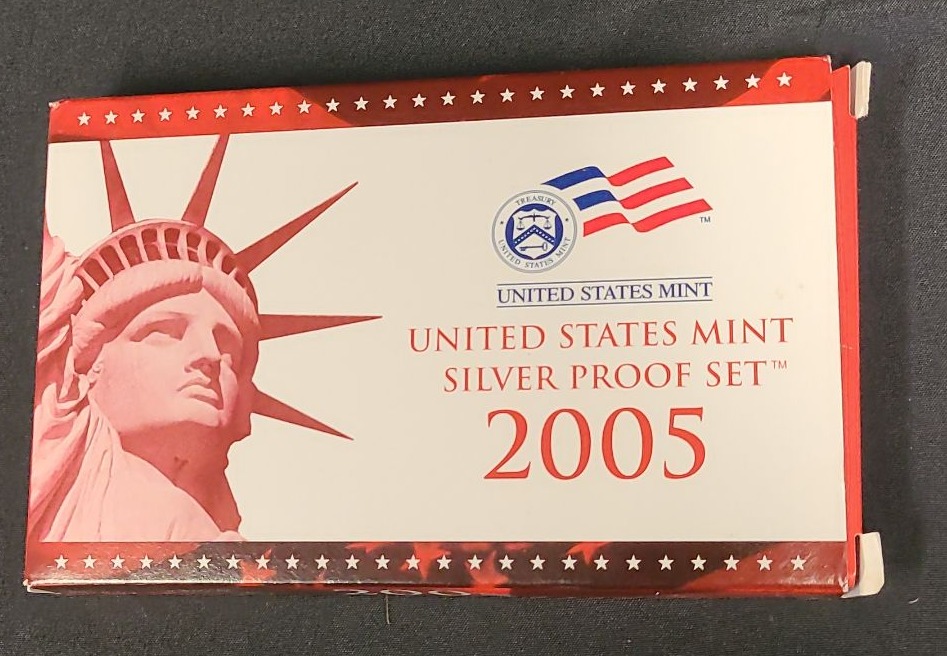 TREASURY
UNITED STATES MINT
TM
UNITED STATES MINT
UNITED STATES MINT
SILVER PROOF SET™
2005